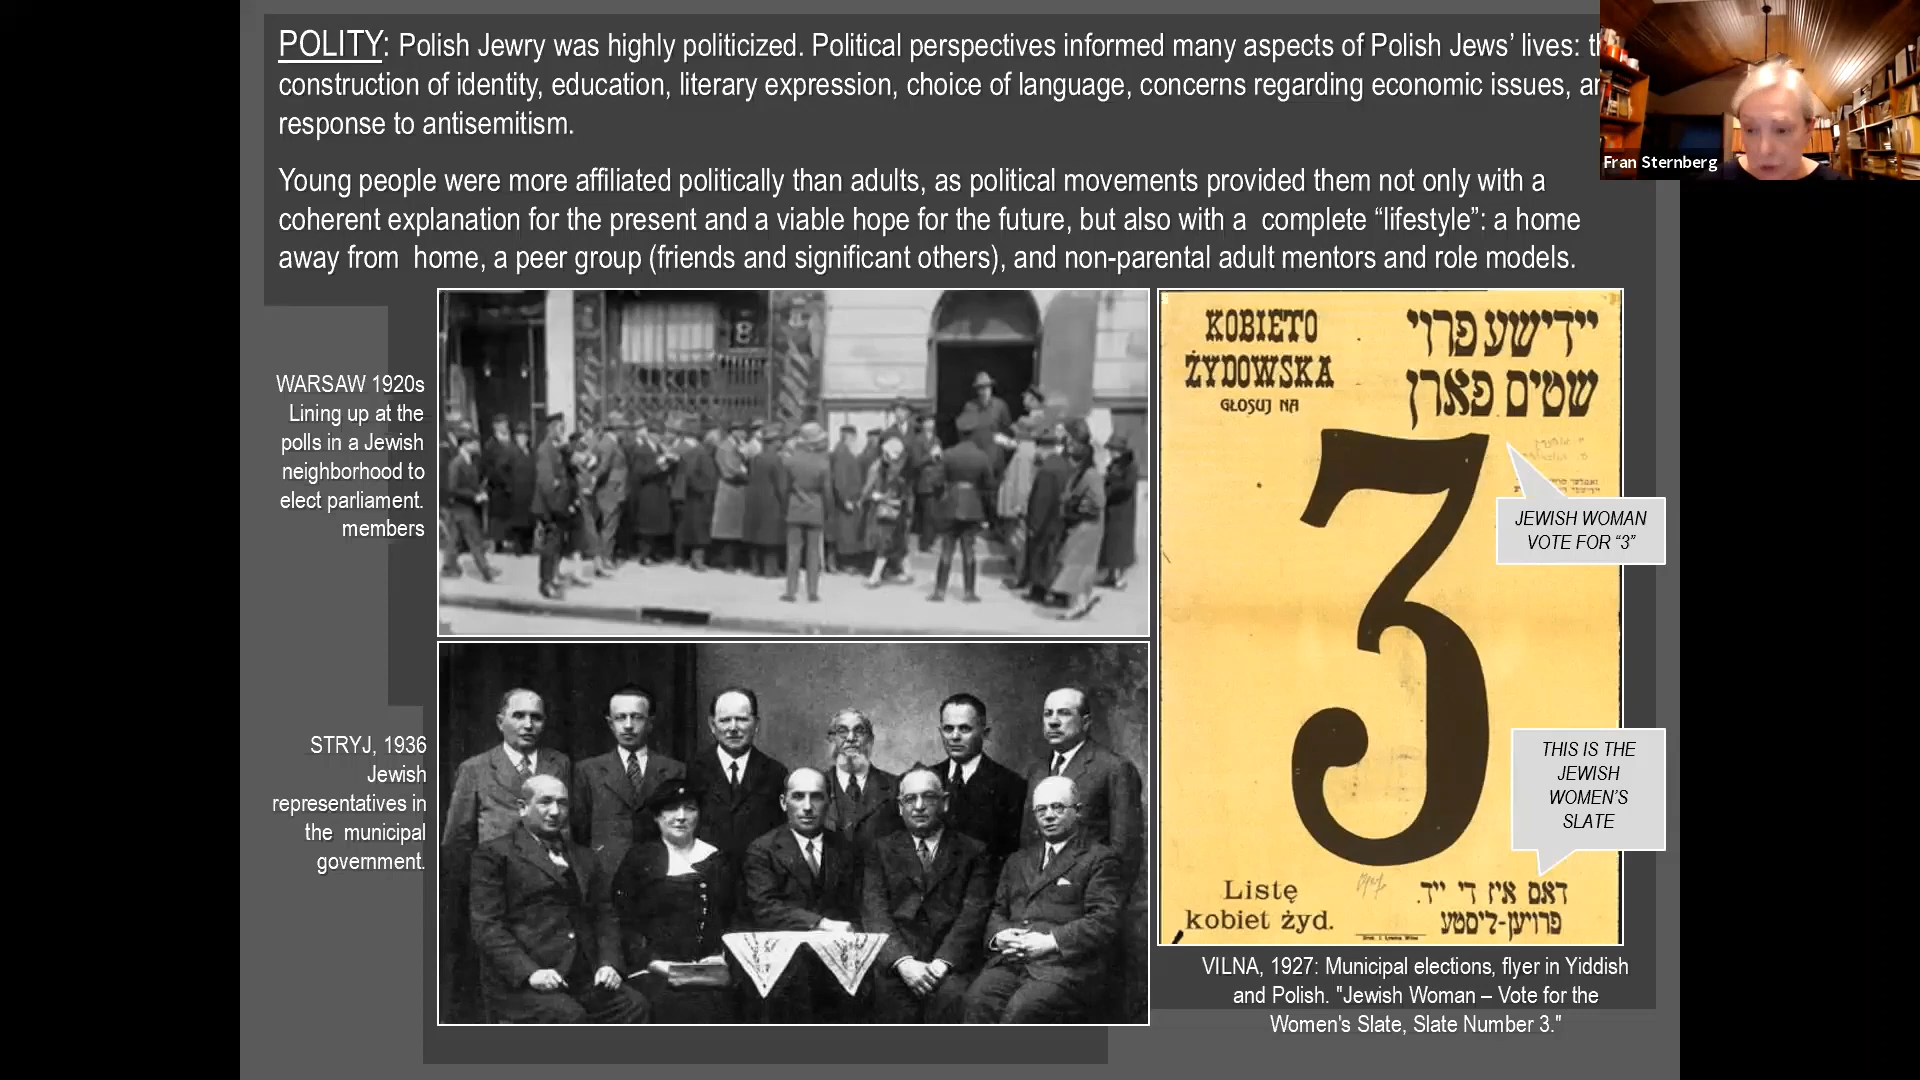 POLITY: Polish Jewry was highly politicized. Political perspectives informed many aspects of Polish Jews’ lives:
construction of identity, education, literary expression, choice of language, concerns regarding economic issues,
response to antisemitism.
Young people were more affiliated politically than adults, as political movements provided them not only with a
coherent explanation for the present and a viable hope for the future, but also with a complete “lifestyle”: a home
away from home, a peer group (friends and significant others), and non-parental adult mentors and role models.
Fran Sternberg
WARSAW 1920s
Lining up at the
polls in a Jewish
neighborhood to
elect parliament.
members
8
STRYJ, 1936
Jewish
representatives in
the municipal
government.
KOBIETO
ŻYDOWSKA
GŁOSUJ NA
ייִדישע פרוי
שטים פארן
3
JEWISH WOMAN
VOTE FOR “3”
THIS IS THE
JEWISH
WOMEN’S
SLATE
Listę
kobiet żyd.
דאס איז די ייד.
פרויען-ליסטע
VILNA, 1927: Municipal elections, flyer in Yiddish
and Polish. "Jewish Woman – Vote for the
Women's Slate, Slate Number 3."